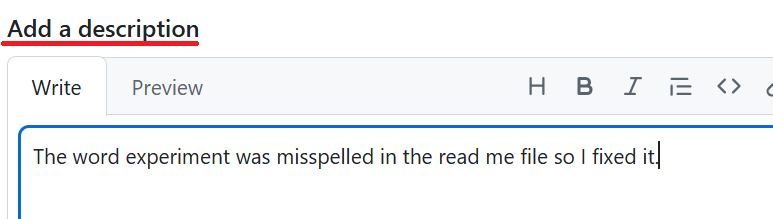 Add a description
Write Preview H B I <>
The word experiment was misspelled in the read me file so I fixed it.